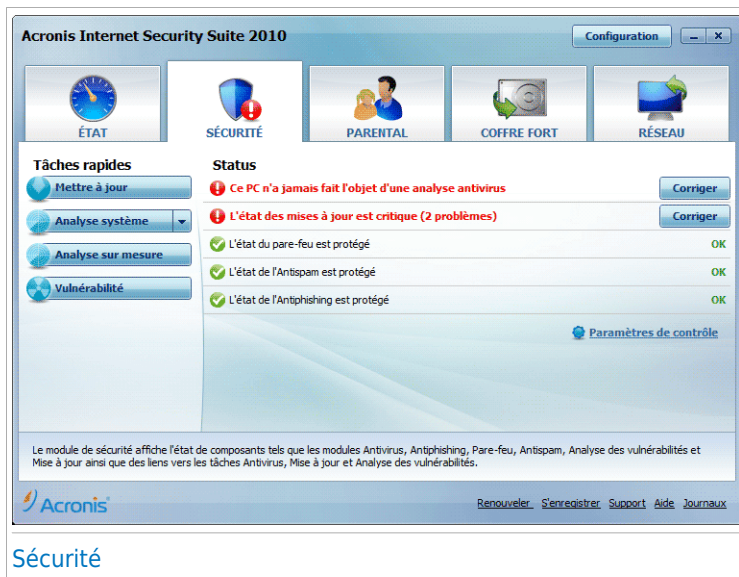 Acronis Internet Security Suite 2010
Configuration
ÉTAT
SÉCURITÉ
PARENTAL
COFFRE FORT
RÉSEAU
Tâches rapides
Mettre à jour
Analyse système
Analyse sur mesure
Vulnérabilité
Status
Ce PC n'a jamais fait l'objet d'une analyse antivirus
Corriger
L'état des mises à jour est critique (2 problèmes)
Corriger
L'état du pare-feu est protégé
OK
L'état de l'Antispam est protégé
OK
L'état de l'Antiphishing est protégé
OK
Paramètres de contrôle
Le module de sécurité affiche l'état de composants tels que les modules Antivirus, Antiphishing, Pare-feu, Antispam, Analyse des vulnérabilités et
Mise à jour ainsi que des liens vers les tâches Antivirus, Mise à jour et Analyse des vulnérabilités.
Acronis
Renouveler S'enregistrer Support Aide Journaux
Sécurité